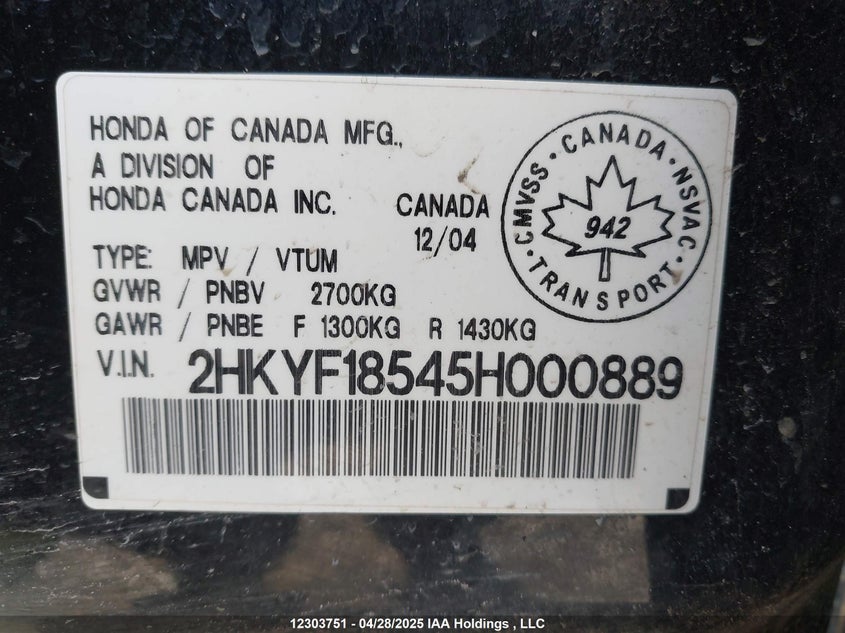 HONDA OF CANADA MFG.,
A DIVISION OF
HONDA CANADA INC.
CANADA
12/04
TYPE: MPV / VTUM
GVWR / PNBV 2700KG
GAWR / PNBE F 1300KG R 1430KG
V.I.N. 2HKYF18545H000889
CMVSS · CANADA · NSVAC · TRANSPORT ·
942
12303751 - 04/28/2025 IAA Holdings , LLC